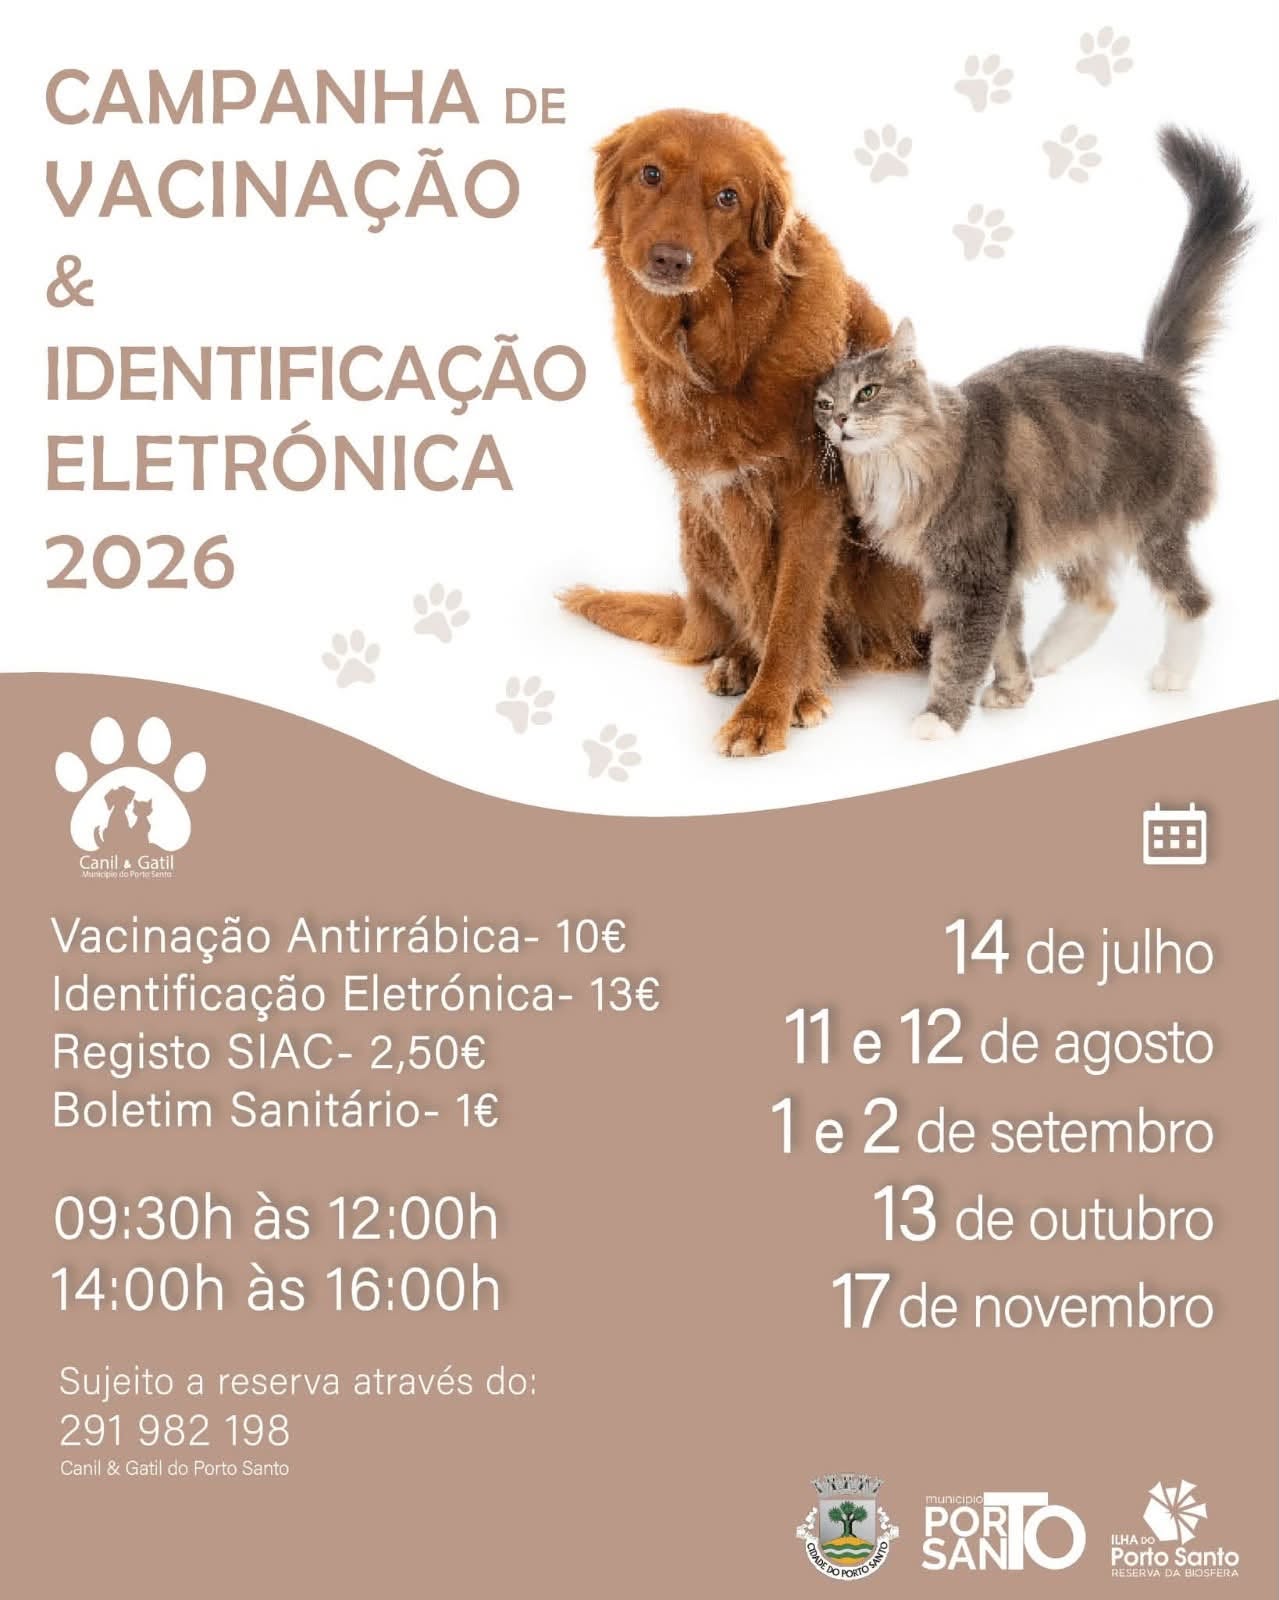 CAMPANHA DE
VACINAÇÃO
&
IDENTIFICAÇÃO
ELETRÓNICA
2026
Canil & Gatil
Município do Porto Santo
Vacinação Antirrábica- 10€
Identificação Eletrónica- 13€
Registo SIAC- 2,50€
Boletim Sanitário- 1€
09:30h às 12:00h
14:00h às 16:00h
Sujeito a reserva através do:
291 982 198
Canil & Gatil do Porto Santo
14 de julho
11 e 12 de agosto
1 e 2 de setembro
13 de outubro
17 de novembro
CIDADE DO PORTO SANTO
município
PORTO
SANTO
ILHA DO
Porto Santo
RESERVA DA BIOSFERA